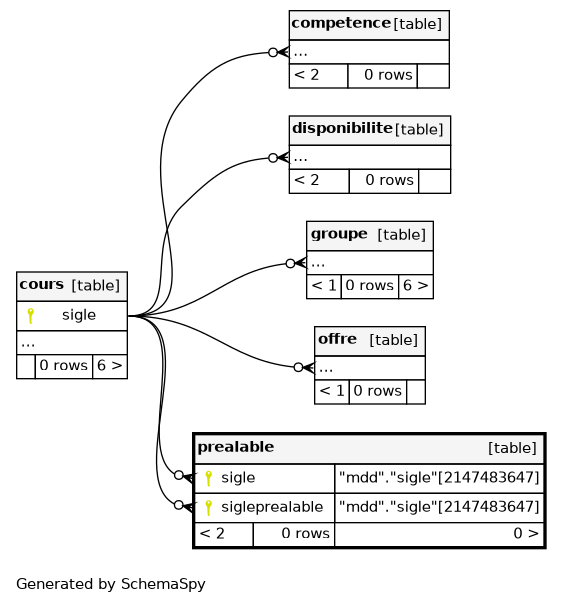 competence [table]
...
< 2 0 rows
disponibilite [table]
...
< 2 0 rows
groupe [table]
...
< 1 0 rows 6 >
cours [table]
sigle
...
0 rows 6 >
offre [table]
...
< 1 0 rows
prealable [table]
sigle "mdd"."sigle"[2147483647]
sigleprealable "mdd"."sigle"[2147483647]
< 2 0 rows 0 >
Generated by SchemaSpy